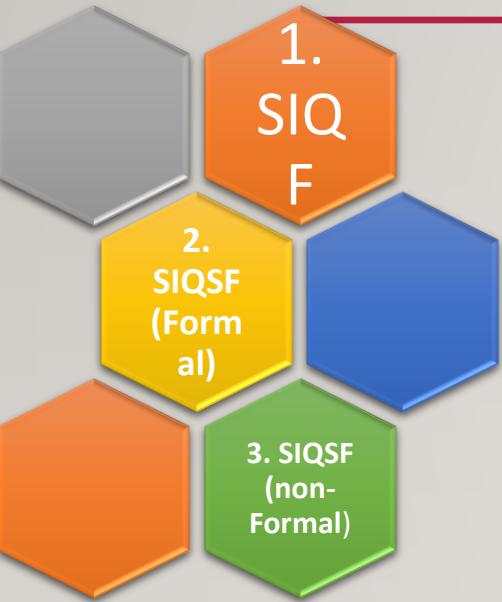 1.
SIQ
F
2.
SIQSF
(Form
al)
3. SIQSF
(non-
Formal)